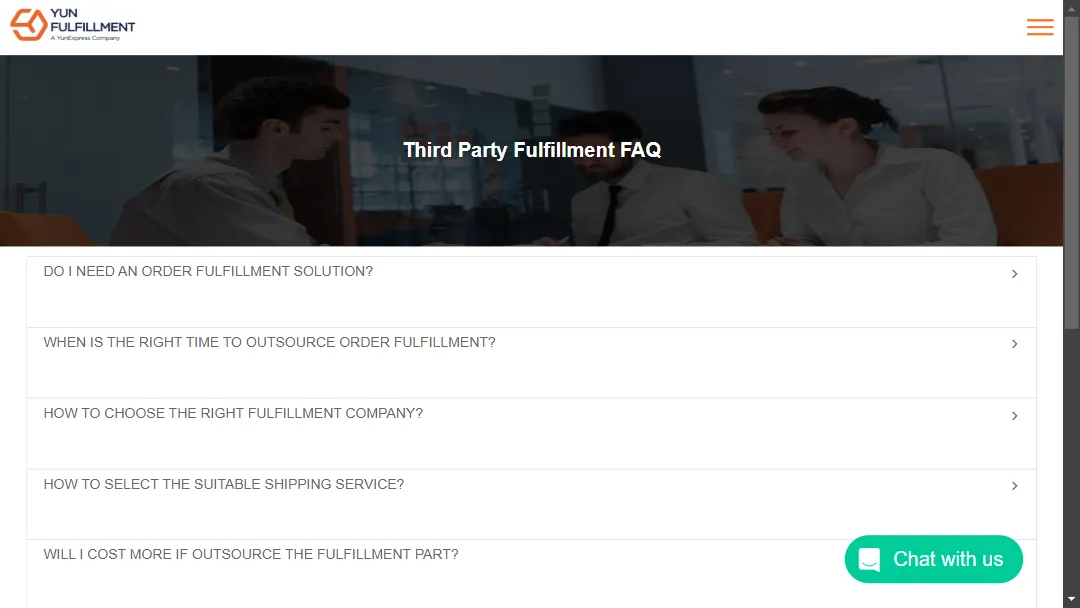 YUN
FULFILLMENT
A YunExpress Company
Third Party Fulfillment FAQ
DO I NEED AN ORDER FULFILLMENT SOLUTION?
WHEN IS THE RIGHT TIME TO OUTSOURCE ORDER FULFILLMENT?
HOW TO CHOOSE THE RIGHT FULFILLMENT COMPANY?
HOW TO SELECT THE SUITABLE SHIPPING SERVICE?
WILL I COST MORE IF OUTSOURCE THE FULFILLMENT PART?
Chat with us